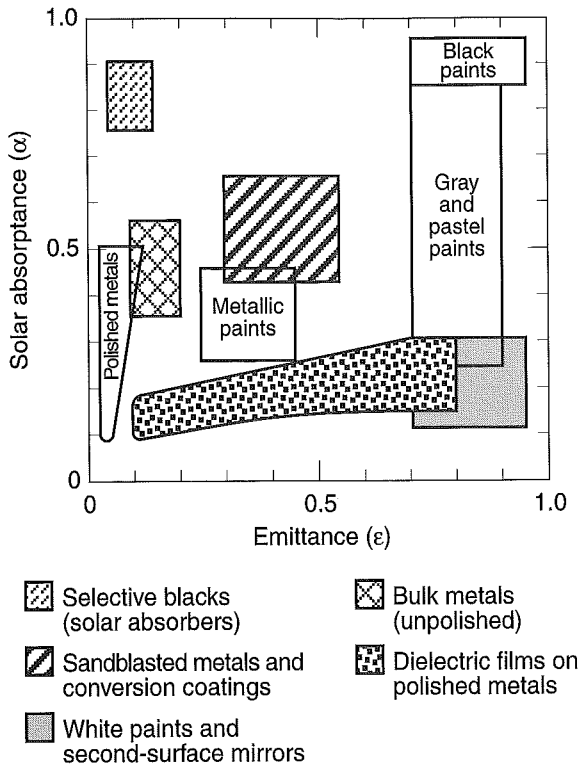 1.0
Black
paints
Solar absorptance (α)
Gray
and
pastel
paints
0.5
Polished metals
Metallic
paints
0
0
0.5
1.0
Emittance (ε)
Selective blacks
(solar absorbers)
Bulk metals
(unpolished)
Sandblasted metals and
conversion coatings
Dielectric films on
polished metals
White paints and
second-surface mirrors